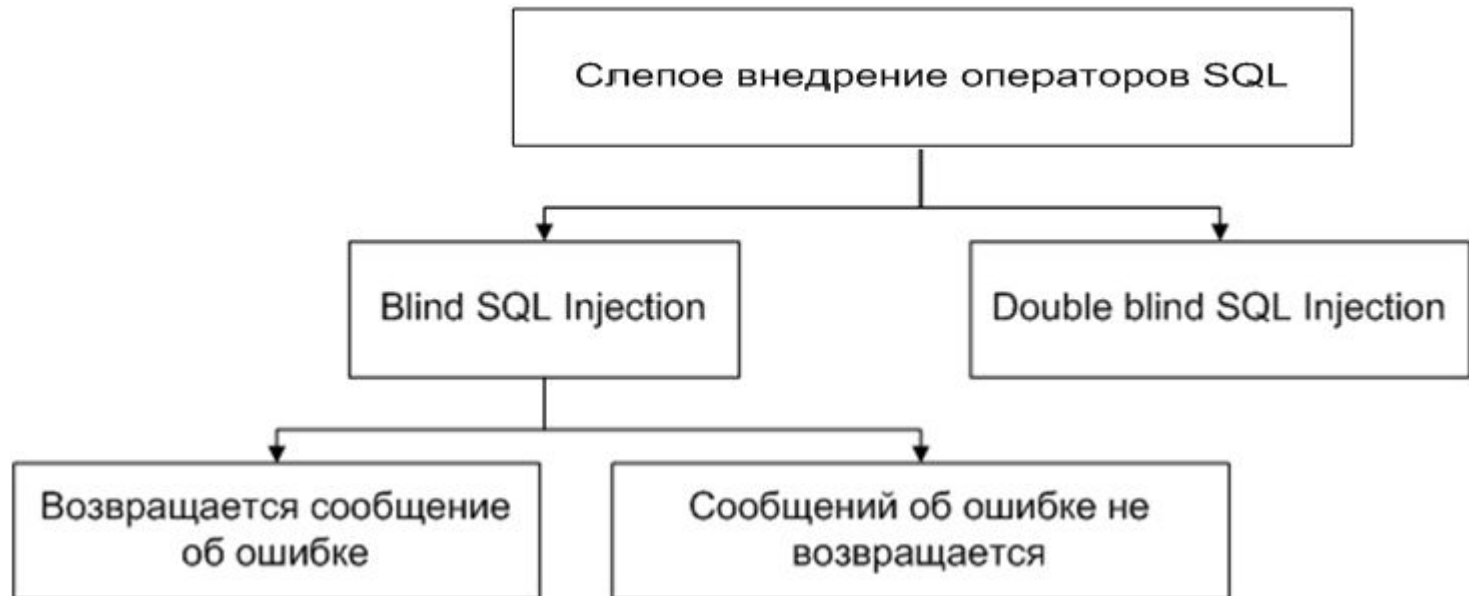 Слепое внедрение операторов SQL
Blind SQL Injection
Double blind SQL Injection
Возвращается сообщение
об ошибке
Сообщений об ошибке не
возвращается